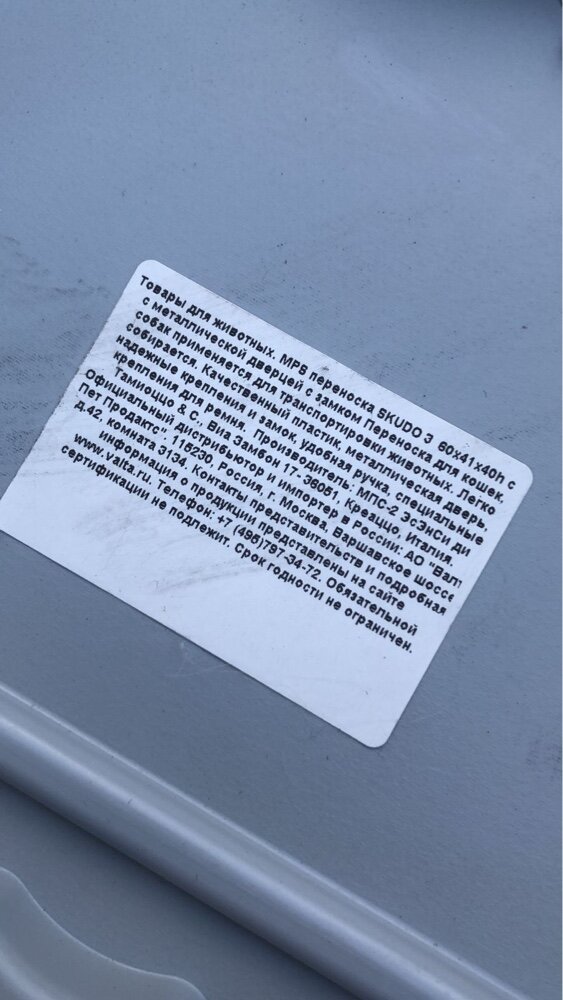 Товары для животных. MPS переноска SKUDO 3 60x41x40h с
с металлической дверцей с замком Переноска для кошек,
собак применяется для транспортировки животных. Легко
собирается. Качественный пластик, металлическая дверь,
надежные крепления и замок, удобная ручка, специальные
крепления для ремня. Производитель: МПС-2 ЭсЭнСи ди
Тамиоццо & С., Виа Замбон 17-36051, Креаццо, Италия.
Официальный дистрибьютор и импортер в России: АО "Валт
Пет Продактс", 115230, Россия, г. Москва, Варшавское шоссе
д.42, комната 3134. Контакты представительств и подробная
информация о продукции представлены на сайте
www.valta.ru. Телефон: +7 (495)797-34-72. Обязательной
сертификации не подлежит. Срок годности не ограничен.